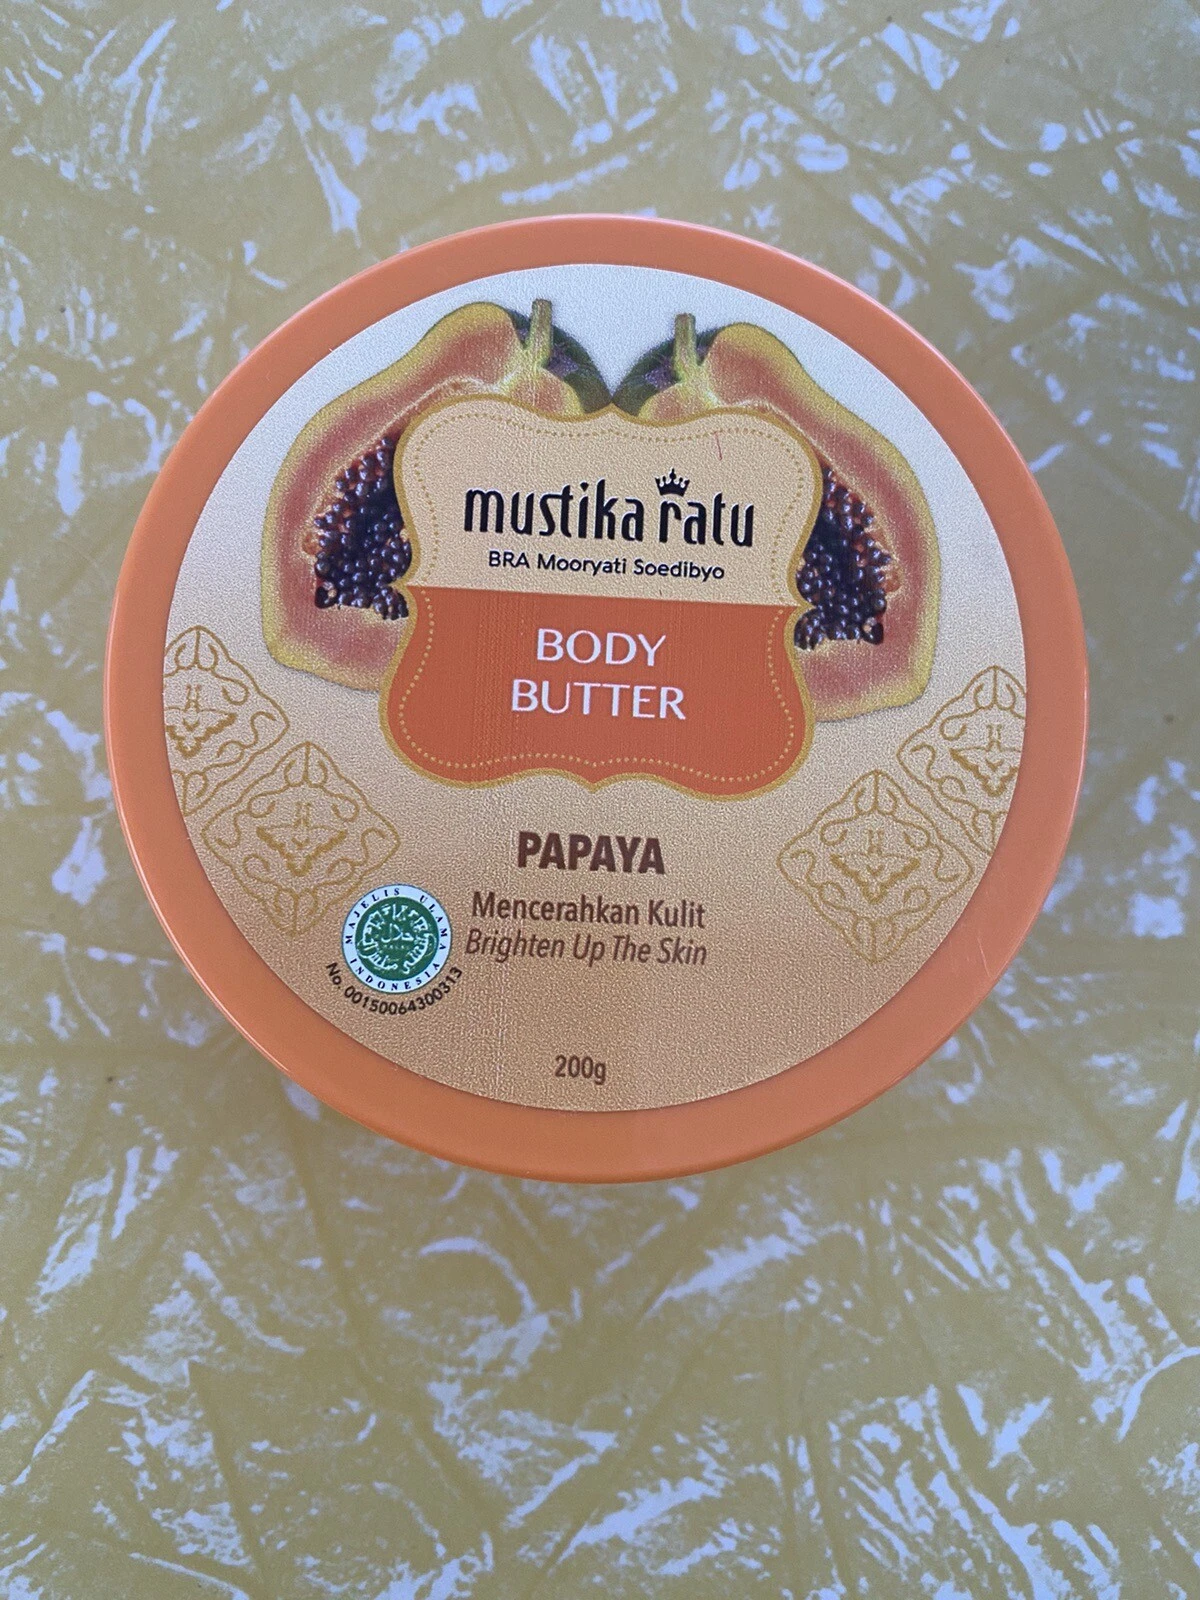 mustika ratu
BRA Mooryati Soedibyo
BODY
BUTTER
PAPAYA
Mencerahkan Kulit
Brighten Up The Skin
MAJELIS ULAMA
INDONESIA
حلال
No. 00150064300313
200g